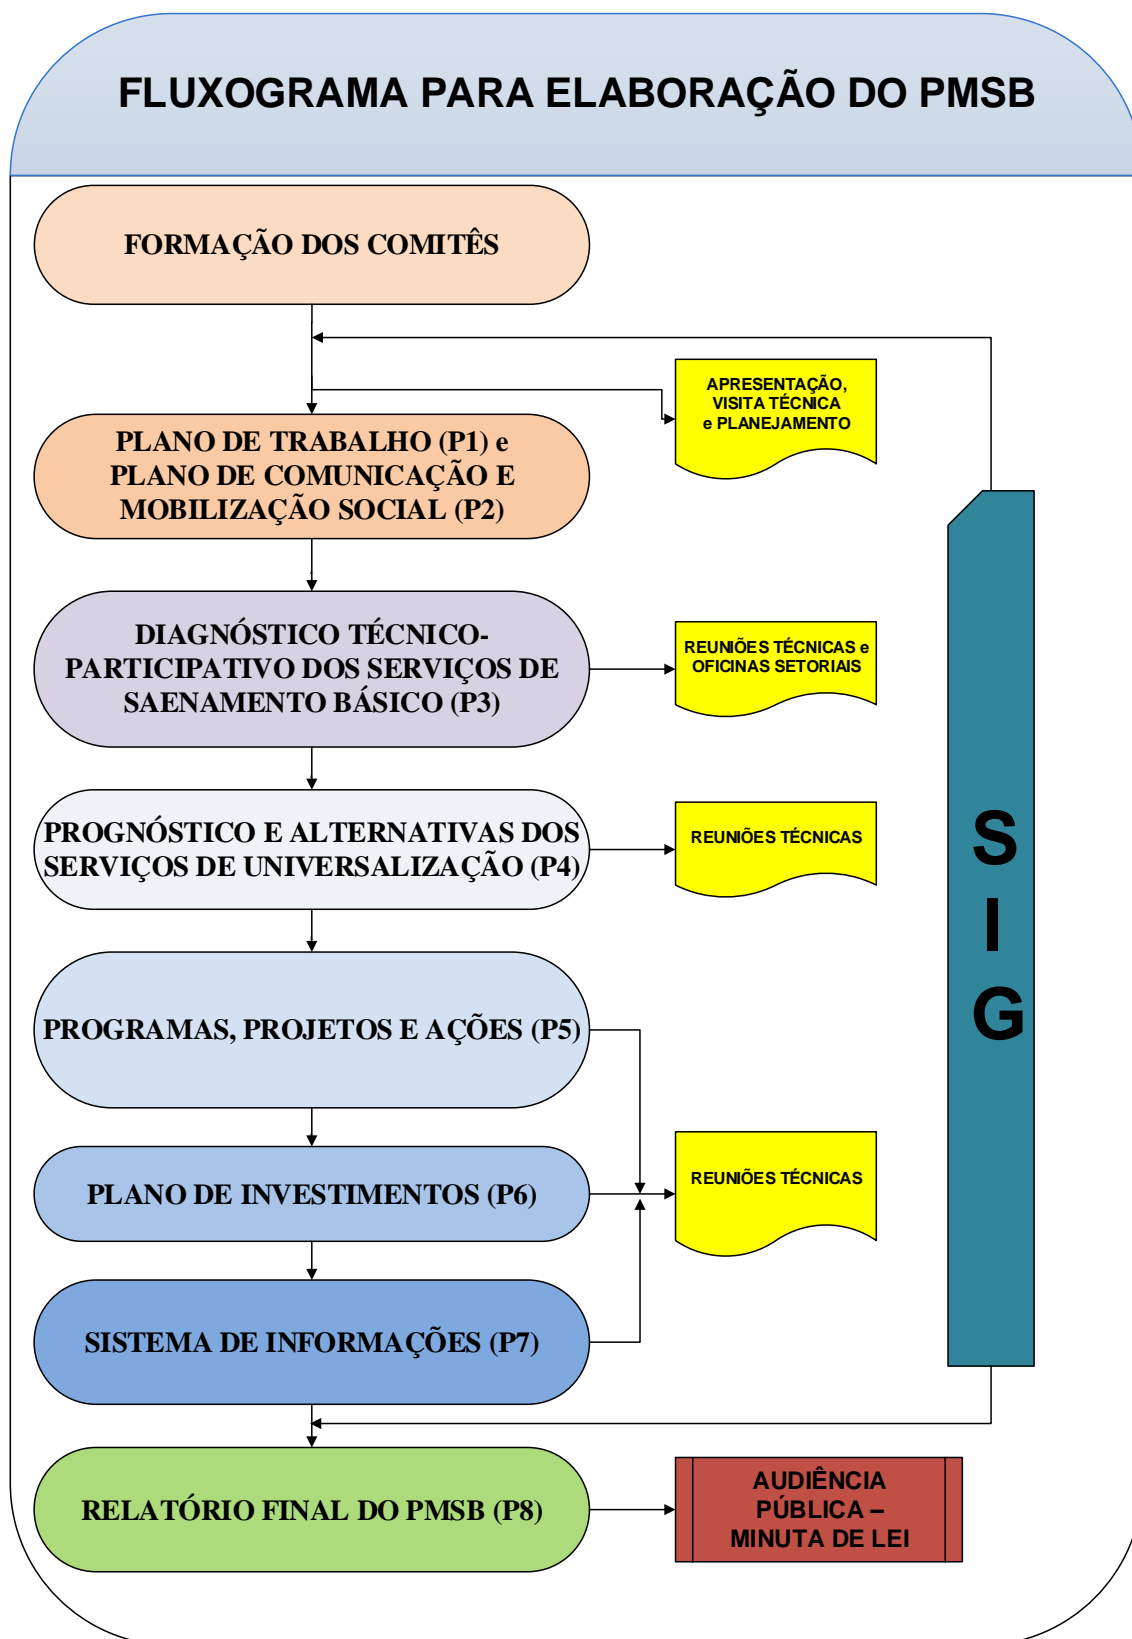 FLUXOGRAMA PARA ELABORAÇÃO DO PMSB
FORMAÇÃO DOS COMITÊS
APRESENTAÇÃO,
VISITA TÉCNICA
e PLANEJAMENTO
PLANO DE TRABALHO (P1) e
PLANO DE COMUNICAÇÃO E
MOBILIZAÇÃO SOCIAL (P2)
DIAGNÓSTICO TÉCNICO-
PARTICIPATIVO DOS SERVIÇOS DE
SAENAMENTO BÁSICO (P3)
REUNIÕES TÉCNICAS e
OFICINAS SETORIAIS
PROGNÓSTICO E ALTERNATIVAS DOS
SERVIÇOS DE UNIVERSALIZAÇÃO (P4)
REUNIÕES TÉCNICAS
S
I
G
PROGRAMAS, PROJETOS E AÇÕES (P5)
PLANO DE INVESTIMENTOS (P6)
REUNIÕES TÉCNICAS
SISTEMA DE INFORMAÇÕES (P7)
RELATÓRIO FINAL DO PMSB (P8)
AUDIÊNCIA
PÚBLICA –
MINUTA DE LEI